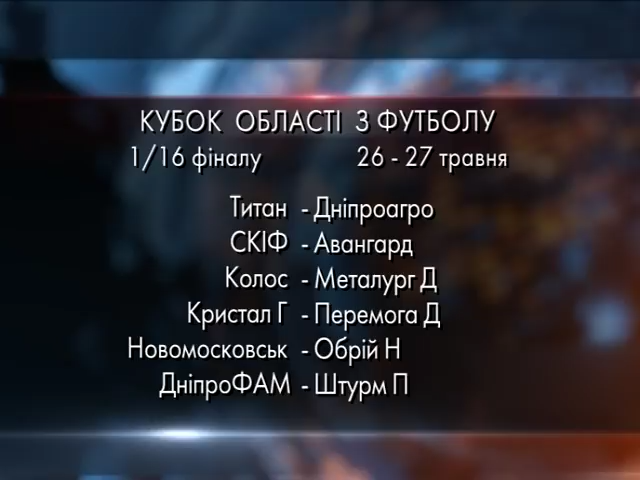 КУБОК ОБЛАСТІ З ФУТБОЛУ
1/16 фіналу 26 - 27 травня
Титан - Дніпроагро
СКІФ - Авангард
Колос - Металург Д
Кристал Г - Перемога Д
Новомосковськ - Обрій Н
ДніпроФАМ - Штурм П